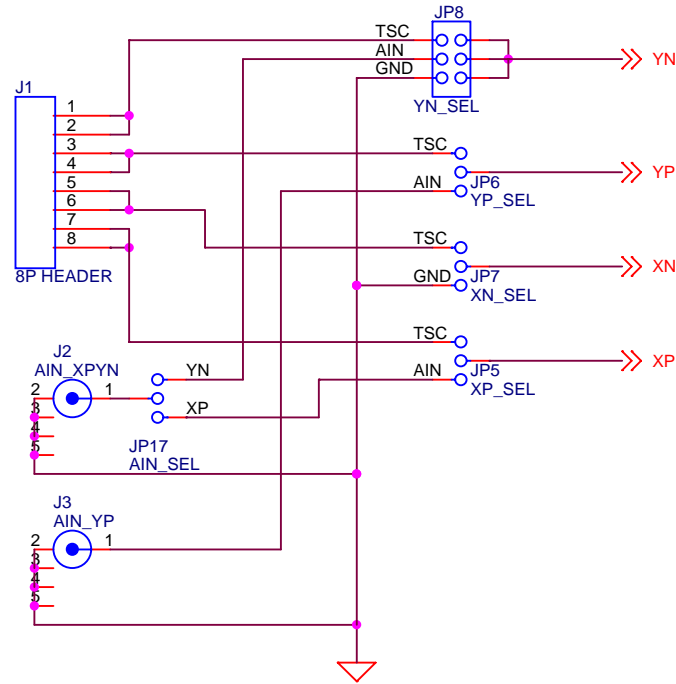 JP8
TSC
AIN
GND
YN_SEL
YN
J1
1
2
3
4
5
6
7
8
8P HEADER
TSC
AIN
JP6
YP_SEL
YP
TSC
GND
JP7
XN_SEL
XN
TSC
AIN
JP5
XP_SEL
XP
J2
AIN_XPYN
2
1
3
4
5
YN
XP
JP17
AIN_SEL
J3
AIN_YP
2
1
3
4
5